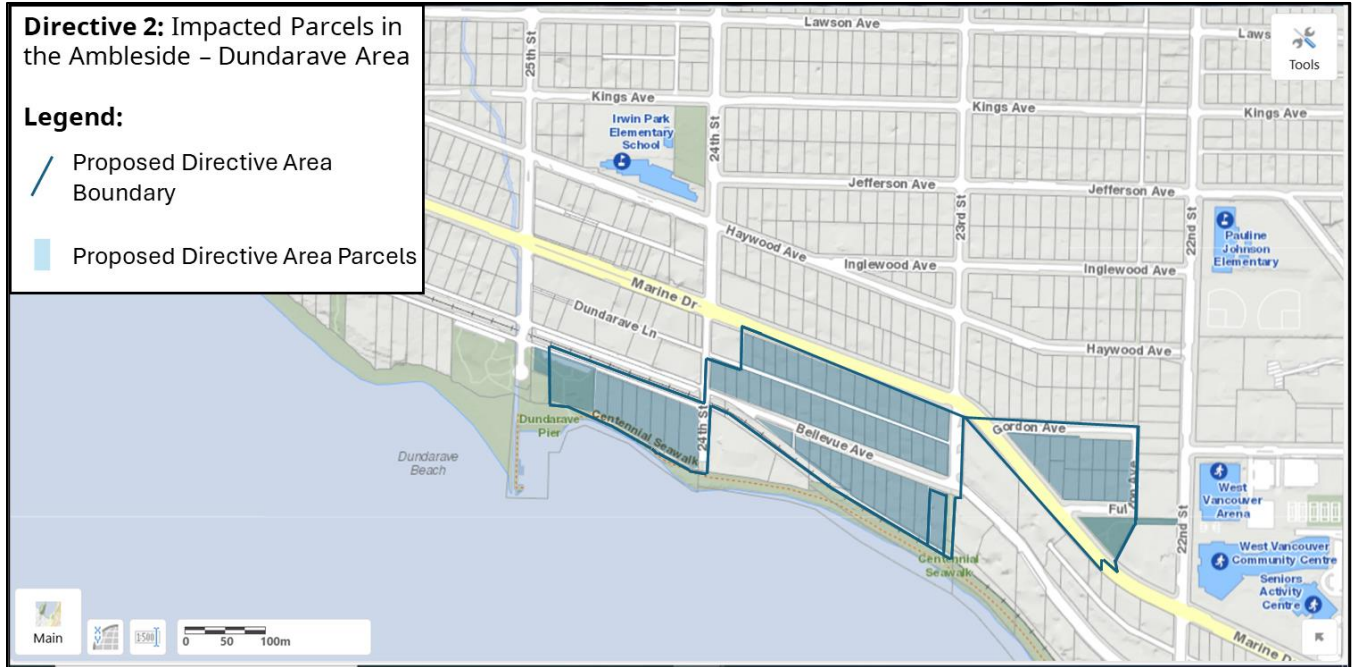 Directive 2: Impacted Parcels in
the Ambleside – Dundarave Area
Legend:
Proposed Directive Area
Boundary
Proposed Directive Area Parcels
Lawson Ave
Laws
Tools
25th St
Kings Ave
Kings Ave
Kings Ave
Irwin Park
Elementary
School
24th St
Jefferson Ave
Jefferson Ave
23rd St
22nd St
Pauline
Johnson
Elementary
Haywood Ave
Inglewood Ave
Inglewood Ave
Marine Dr
Dundarave Ln
Haywood Ave
Dundarave
Pier
Centennial Seawalk
24th St
Bellevue Ave
Gordon Ave
Dundarave
Beach
Ful
on Ave
22nd St
West
Vancouver
Arena
West Vancouver
Community Centre
Seniors
Activity
Centre
Centennial
Seawalk
Marine D
Main
1:500
0 50 100m